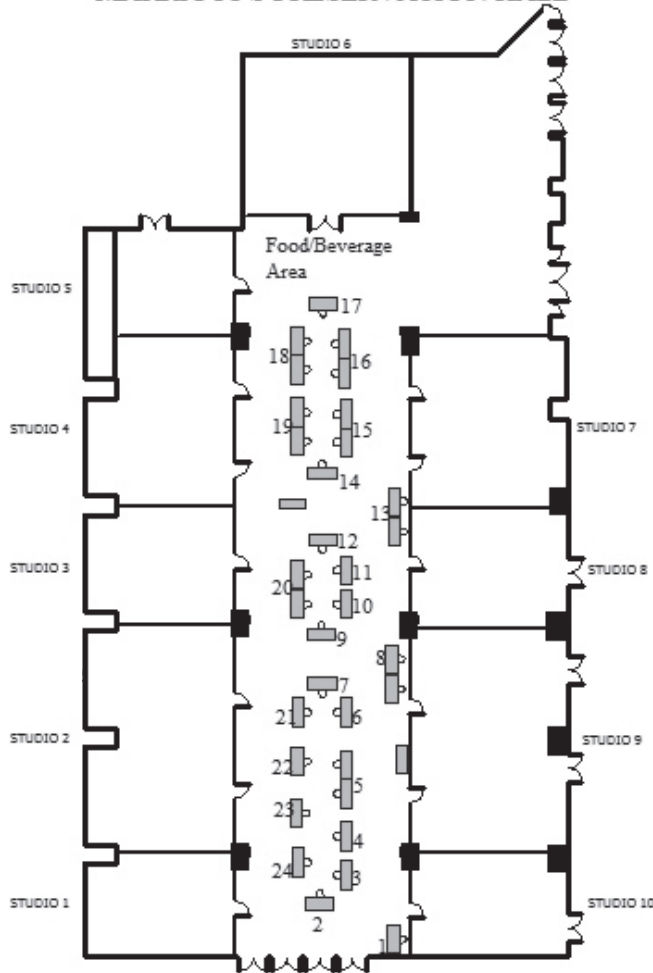 STUDIO 6
Food/Beverage
Area
STUDIO 5
17
18
16
STUDIO 4
19
15
STUDIO 7
14
13
12
STUDIO 3
11
STUDIO 8
20
10
9
8
7
21
6
STUDIO 2
STUDIO 9
22
5
23
4
24
3
STUDIO 1
STUDIO 10
2
1